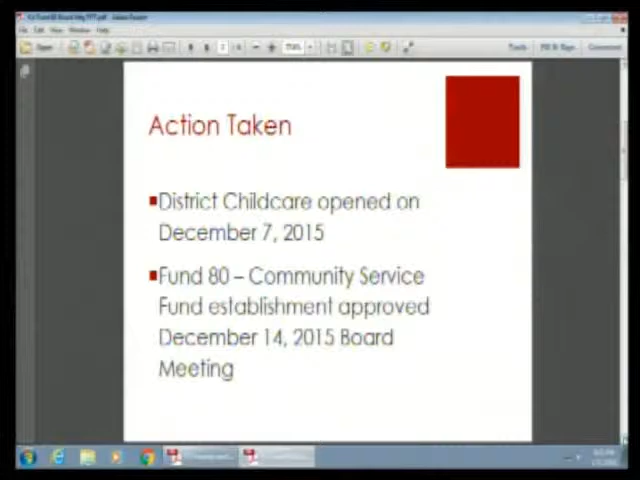 Action Taken
District Childcare opened on
December 7, 2015
Fund 80 – Community Service
Fund establishment approved
December 14, 2015 Board
Meeting